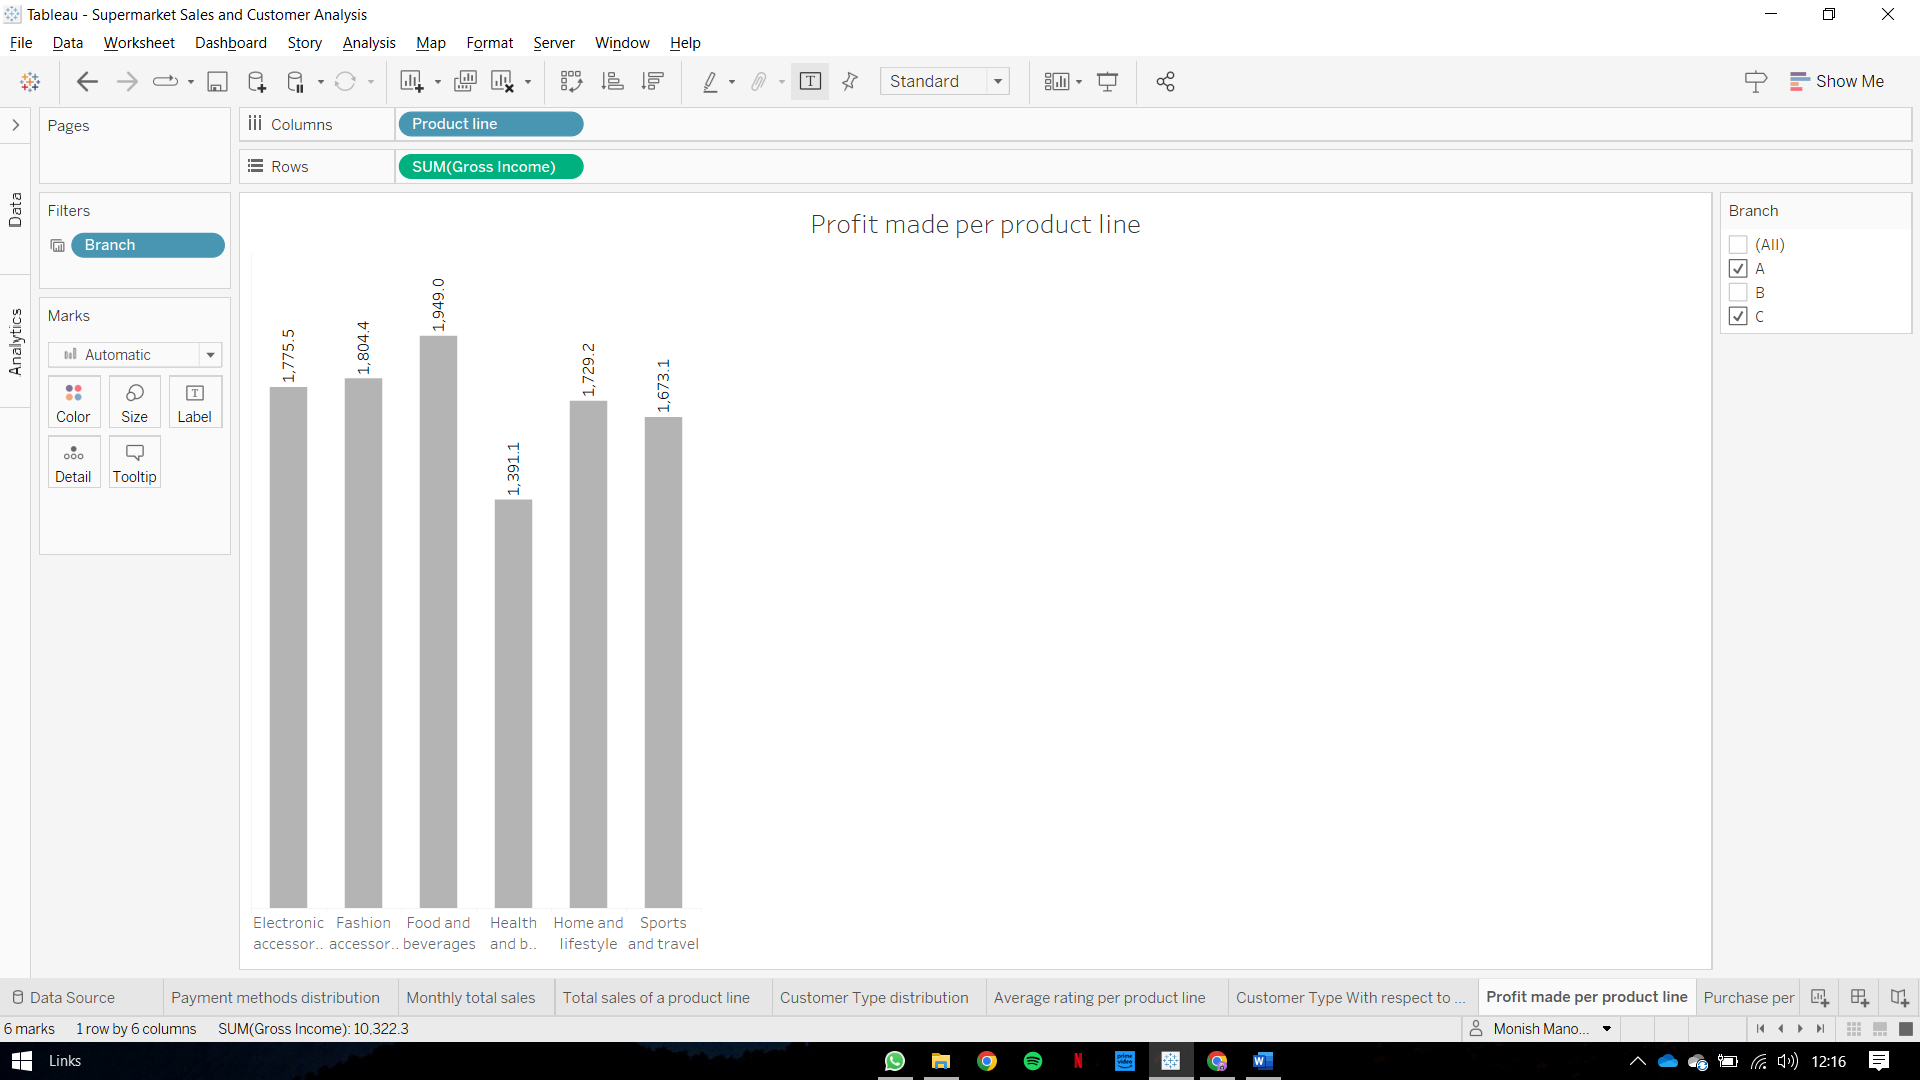 Tableau - Supermarket Sales and Customer Analysis
File Data Worksheet Dashboard Story Analysis Map Format Server Window Help
Standard
Show Me
Pages
Columns
Product line
Rows
SUM(Gross Income)
Data
Analytics
Filters
Branch
Marks
Automatic
Color Size Label
Detail Tooltip
Profit made per product line
1,775.5
1,804.4
1,949.0
1,391.1
1,729.2
1,673.1
Electronic accessor..
Fashion accessor..
Food and beverages
Health and b..
Home and lifestyle
Sports and travel
Branch
(All)
A
B
C
Data Source Payment methods distribution Monthly total sales Total sales of a product line Customer Type distribution Average rating per product line Customer Type With respect to ... Profit made per product line Purchase per
6 marks 1 row by 6 columns SUM(Gross Income): 10,322.3 Monish Mano...
Links
N
prime video
W
12:16